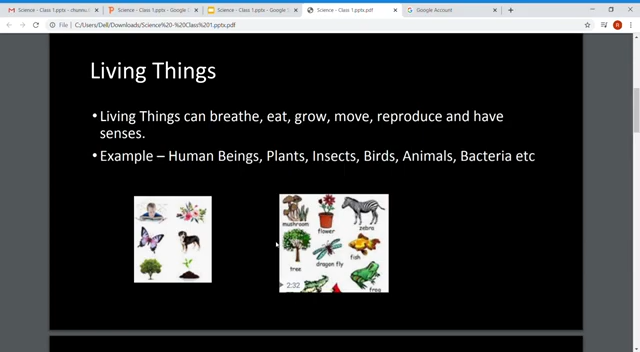 Science - Class 1.pptx - rhuenu.
Science - Class 1.pptx - Google S
Science - Class 1.pptx - Google S
Science - Class 1.pptx.pdf
Google Account
File | C:/Users/Dell/Downloads/Science%20-%20Class%201.pptx.pdf
Living Things
• Living Things can breathe, eat, grow, move, reproduce and have
senses.
• Example – Human Beings, Plants, Insects, Birds, Animals, Bacteria etc
mushroom
flower
zebra
tree
dragon fly
fish
frog
2:32